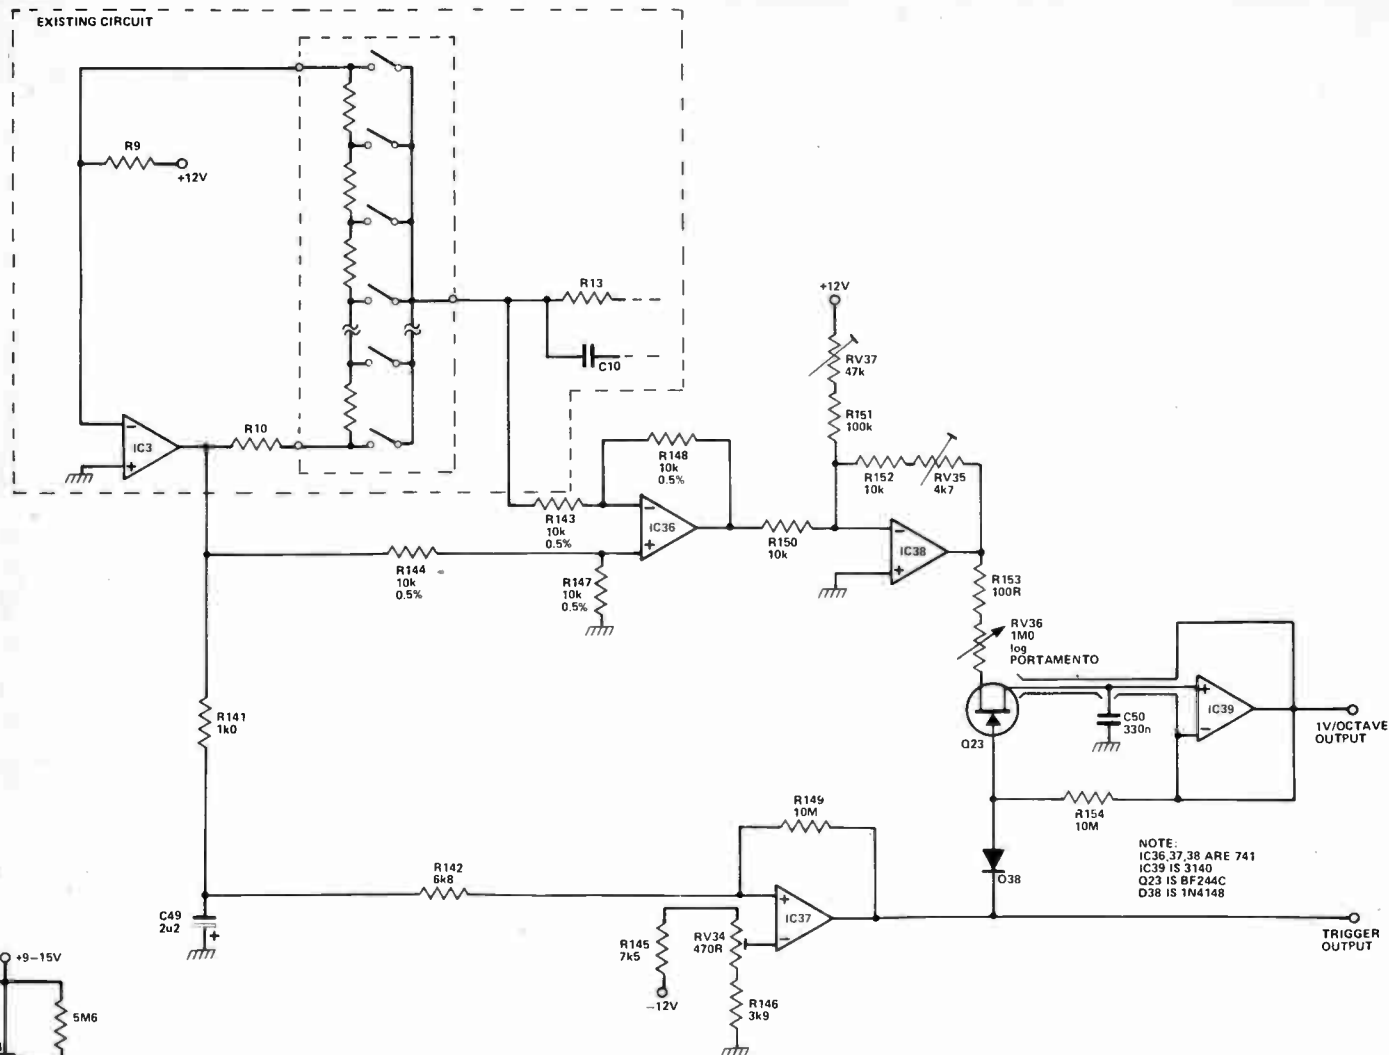 EXISTING CIRCUIT
R9
+12V
R13
C10
R10
IC3
−
+
+12V
RV37
47k
R151
100k
R148
10k
0.5%
R152
10k
RV35
4k7
R143
10k
0.5%
IC36
−
+
R150
10k
IC38
−
+
R144
10k
0.5%
R147
10k
0.5%
R153
100R
RV36
1M0
log
PORTAMENTO
Q23
C50
330n
IC39
+
−
1V/OCTAVE
OUTPUT
R141
1k0
R149
10M
R154
10M
R142
6k8
C49
2u2
+
R145
7k5
−12V
RV34
470R
R146
3k9
IC37
+
−
D38
NOTE:
IC36,37,38 ARE 741
IC39 IS 3140
Q23 IS BF244C
D38 IS 1N4148
TRIGGER
OUTPUT
+9−15V
5M6